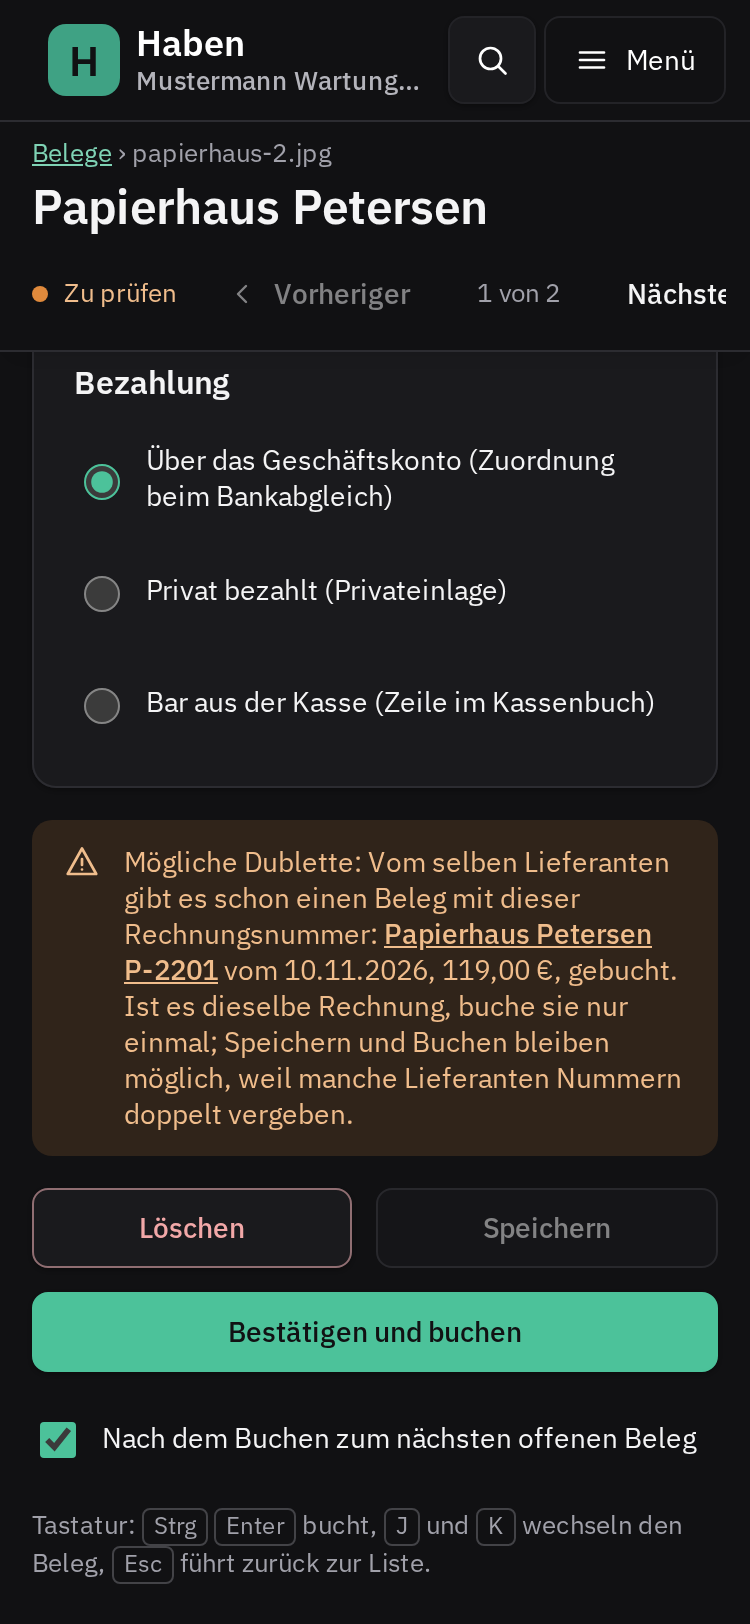 H
Haben
Mustermann Wartung...
Menü
Belege › papierhaus-2.jpg
Papierhaus Petersen
Zu prüfen
Vorheriger
1 von 2
Nächste
Bezahlung
Über das Geschäftskonto (Zuordnung
beim Bankabgleich)
Privat bezahlt (Privateinlage)
Bar aus der Kasse (Zeile im Kassenbuch)
Mögliche Dublette: Vom selben Lieferanten
gibt es schon einen Beleg mit dieser
Rechnungsnummer: Papierhaus Petersen
P-2201 vom 10.11.2026, 119,00 €, gebucht.
Ist es dieselbe Rechnung, buche sie nur
einmal; Speichern und Buchen bleiben
möglich, weil manche Lieferanten Nummern
doppelt vergeben.
Löschen
Speichern
Bestätigen und buchen
Nach dem Buchen zum nächsten offenen Beleg
Tastatur: Strg Enter bucht, J und K wechseln den
Beleg, Esc führt zurück zur Liste.